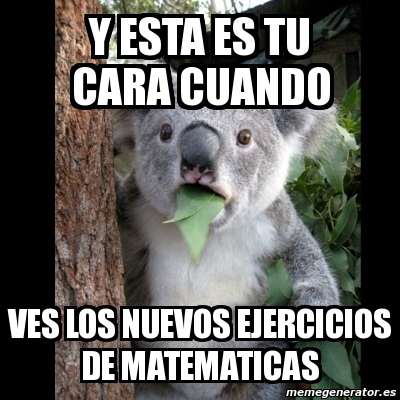 Y ESTA ES TU
CARA CUANDO
VES LOS NUEVOS EJERCICIOS
DE MATEMATICAS
memegenerator.es